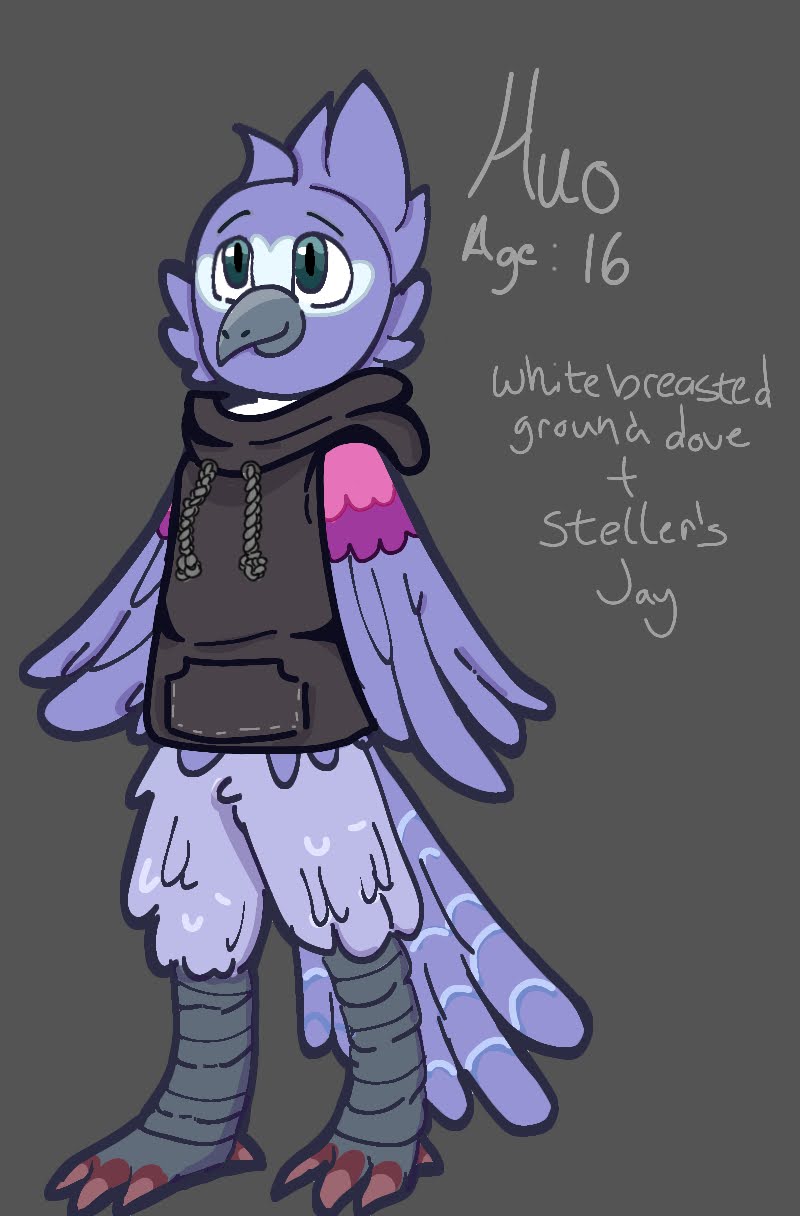 Huo
Age: 16
white breasted
ground dove
+
Steller's
Jay